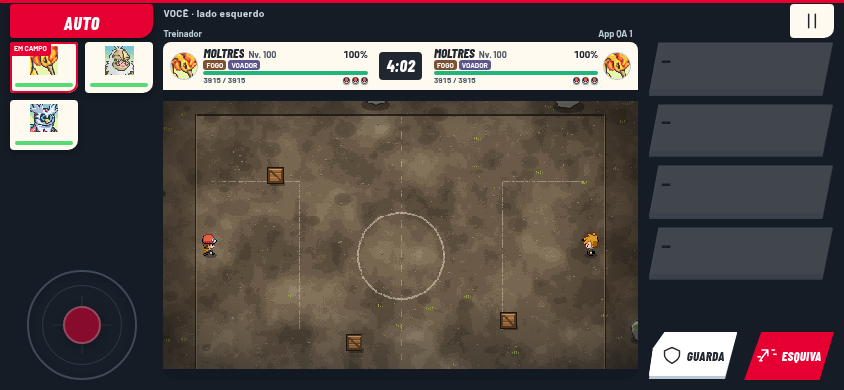 AUTO
VOCÊ · lado esquerdo
Treinador
App QA 1
EM CAMPO
MOLTRES Nv. 100 100%
FOGO VOADOR
3915 / 3915
4:02
MOLTRES Nv. 100 100%
FOGO VOADOR
3915 / 3915
—
—
—
—
GUARDA
ESQUIVA